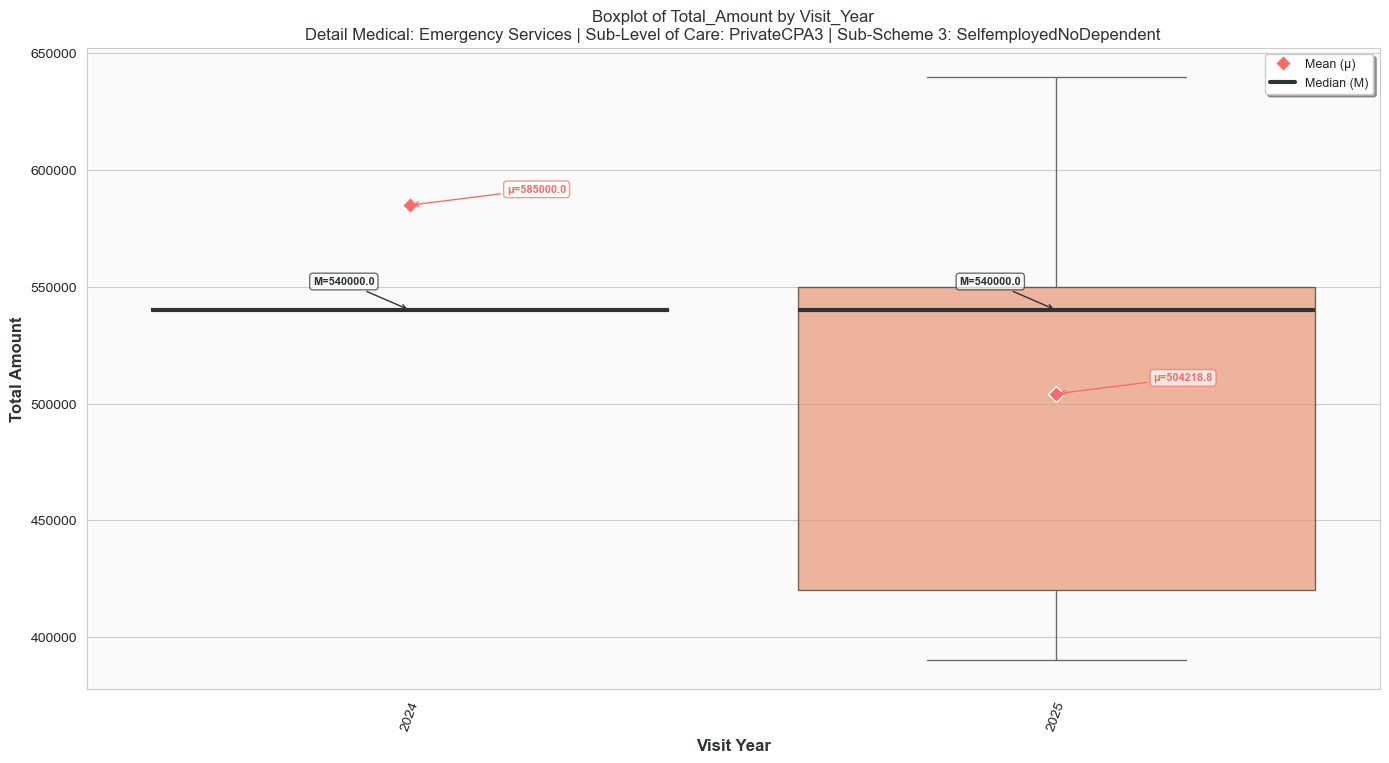 Boxplot of Total_Amount by Visit_Year
Detail Medical: Emergency Services | Sub-Level of Care: PrivateCPA3 | Sub-Scheme 3: SelfemployedNoDependent
Mean (μ)
Median (M)
650000
600000
550000
500000
450000
400000
Total Amount
μ=585000.0
M=540000.0
M=540000.0
μ=504218.8
2024
2025
Visit Year